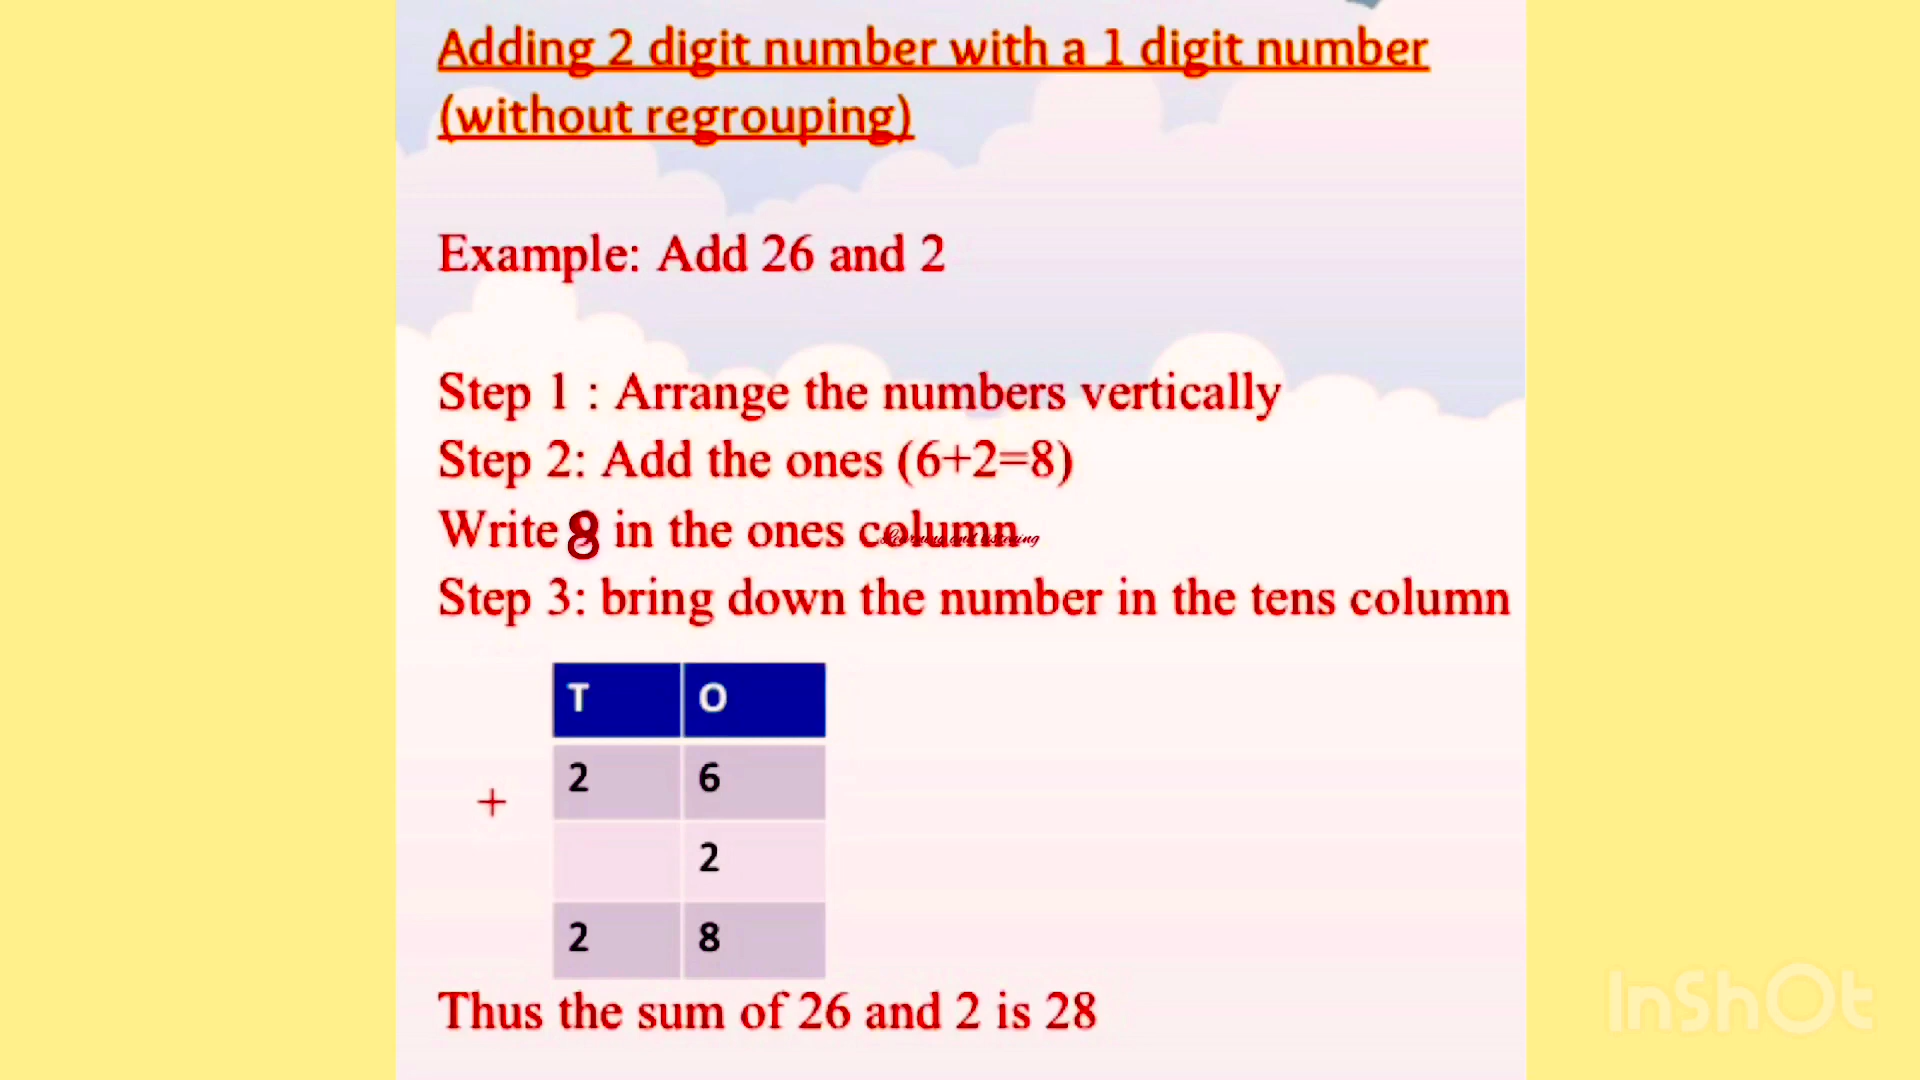 Adding 2 digit number with a 1 digit number
(without regrouping)
Example: Add 26 and 2
Step 1 : Arrange the numbers vertically
Step 2: Add the ones (6+2=8)
Write 8 in the ones column
Learning and listening
Step 3: bring down the number in the tens column
T O
2 6
+
2
2 8
Thus the sum of 26 and 2 is 28
InShOt